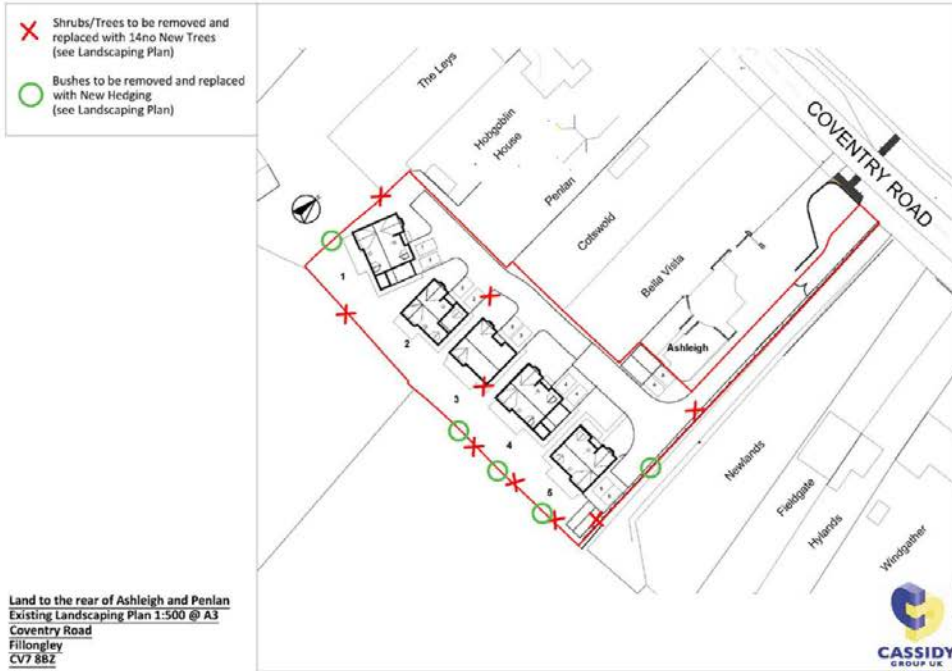 Shrubs/Trees to be removed and
replaced with 14no New Trees
(see Landscaping Plan)
Bushes to be removed and replaced
with New Hedging
(see Landscaping Plan)
The Leys
Hobgoblin
House
Penlan
Cotswold
Bella Vista
Ashleigh
COVENTRY ROAD
1
2
3
4
5
Newlands
Fieldgate
Hylands
Windgather
Land to the rear of Ashleigh and Penlan
Existing Landscaping Plan 1:500 @ A3
Coventry Road
Fillongley
CV7 8BZ
CASSIDY
GROUP UK